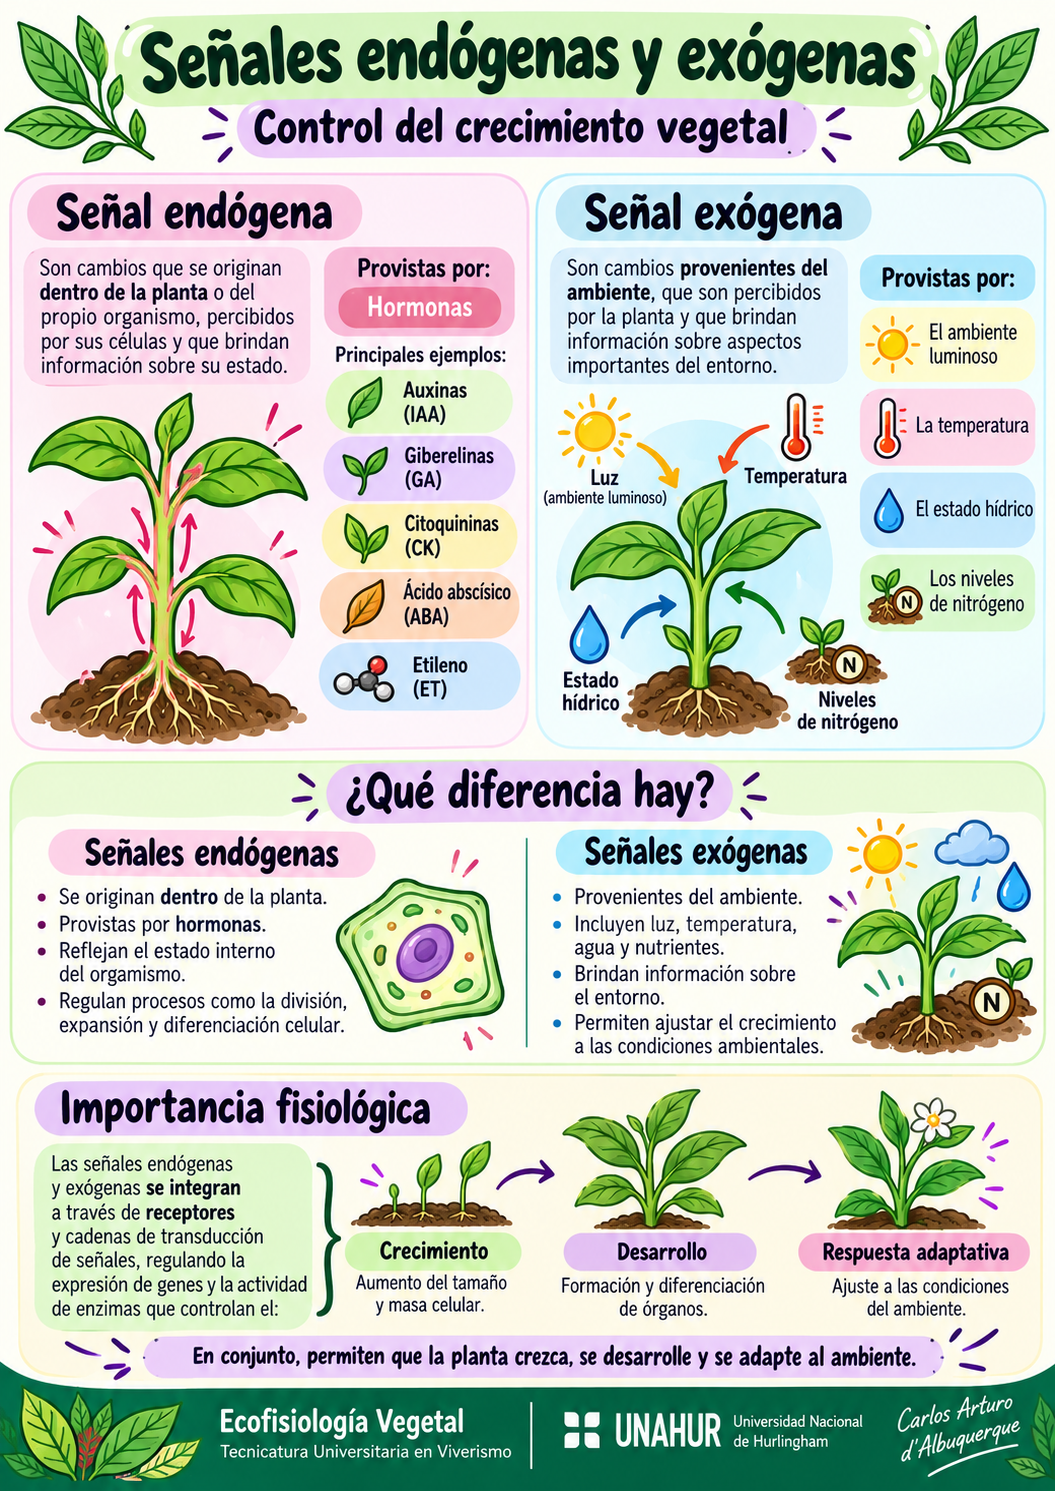 Señales endógenas y exógenas
Control del crecimiento vegetal
Señal endógena
Son cambios que se originan
dentro de la planta o del
propio organismo, percibidos
por sus células y que brindan
información sobre su estado.
Provistas por:
Hormonas
Principales ejemplos:
Auxinas
(IAA)
Giberelinas
(GA)
Citoquininas
(CK)
Ácido abscísico
(ABA)
Etileno
(ET)
Señal exógena
Son cambios provenientes del
ambiente, que son percibidos
por la planta y que brindan
información sobre aspectos
importantes del entorno.
Provistas por:
El ambiente
luminoso
La temperatura
El estado hídrico
N
Los niveles
de nitrógeno
Luz
(ambiente luminoso)
Temperatura
Estado
hídrico
N
Niveles
de nitrógeno
¿Qué diferencia hay?
Señales endógenas
• Se originan dentro de la planta.
• Provistas por hormonas.
• Reflejan el estado interno
del organismo.
• Regulan procesos como la división,
expansión y diferenciación celular.
Señales exógenas
• Provenientes del ambiente.
• Incluyen luz, temperatura,
agua y nutrientes.
• Brindan información sobre
el entorno.
• Permiten ajustar el crecimiento
a las condiciones ambientales.
N
Importancia fisiológica
Las señales endógenas
y exógenas se integran
a través de receptores
y cadenas de transducción
de señales, regulando la
expresión de genes y la actividad
de enzimas que controlan el:
Crecimiento
Aumento del tamaño
y masa celular.
Desarrollo
Formación y diferenciación
de órganos.
Respuesta adaptativa
Ajuste a las condiciones
del ambiente.
En conjunto, permiten que la planta crezca, se desarrolle y se adapte al ambiente.
Ecofisiología Vegetal
Tecnicatura Universitaria en Viverismo
UNAHUR
Universidad Nacional
de Hurlingham
Carlos Arturo
d'Albuquerque